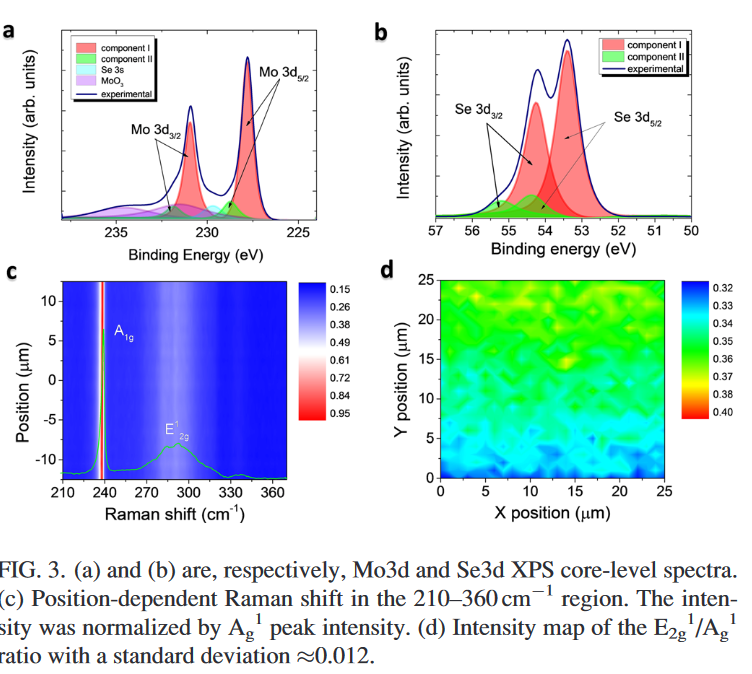 a
component I
component II
Se 3s
MoO₃
experimental
Mo 3d₅/₂
Mo 3d₃/₂
Intensity (arb. units)
235
230
225
Binding Energy (eV)
b
component I
component II
experimental
Se 3d₃/₂
Se 3d₅/₂
Intensity (arb. units)
57
56
55
54
53
52
51
50
Binding energy (eV)
c
A₁g
E¹₂g
Position (μm)
10
5
0
-5
-10
210
240
270
300
330
360
Raman shift (cm⁻¹)
0.15
0.26
0.38
0.49
0.61
0.72
0.84
0.95
d
Y position (μm)
25
20
15
10
5
0
0
5
10
15
20
25
X position (μm)
0.32
0.33
0.34
0.35
0.36
0.38
0.39
0.40
FIG. 3. (a) and (b) are, respectively, Mo3d and Se3d XPS core-level spectra.
(c) Position-dependent Raman shift in the 210–360 cm⁻¹ region. The inten-
sity was normalized by Ag¹ peak intensity. (d) Intensity map of the E₂g¹/Ag¹
ratio with a standard deviation ≈0.012.